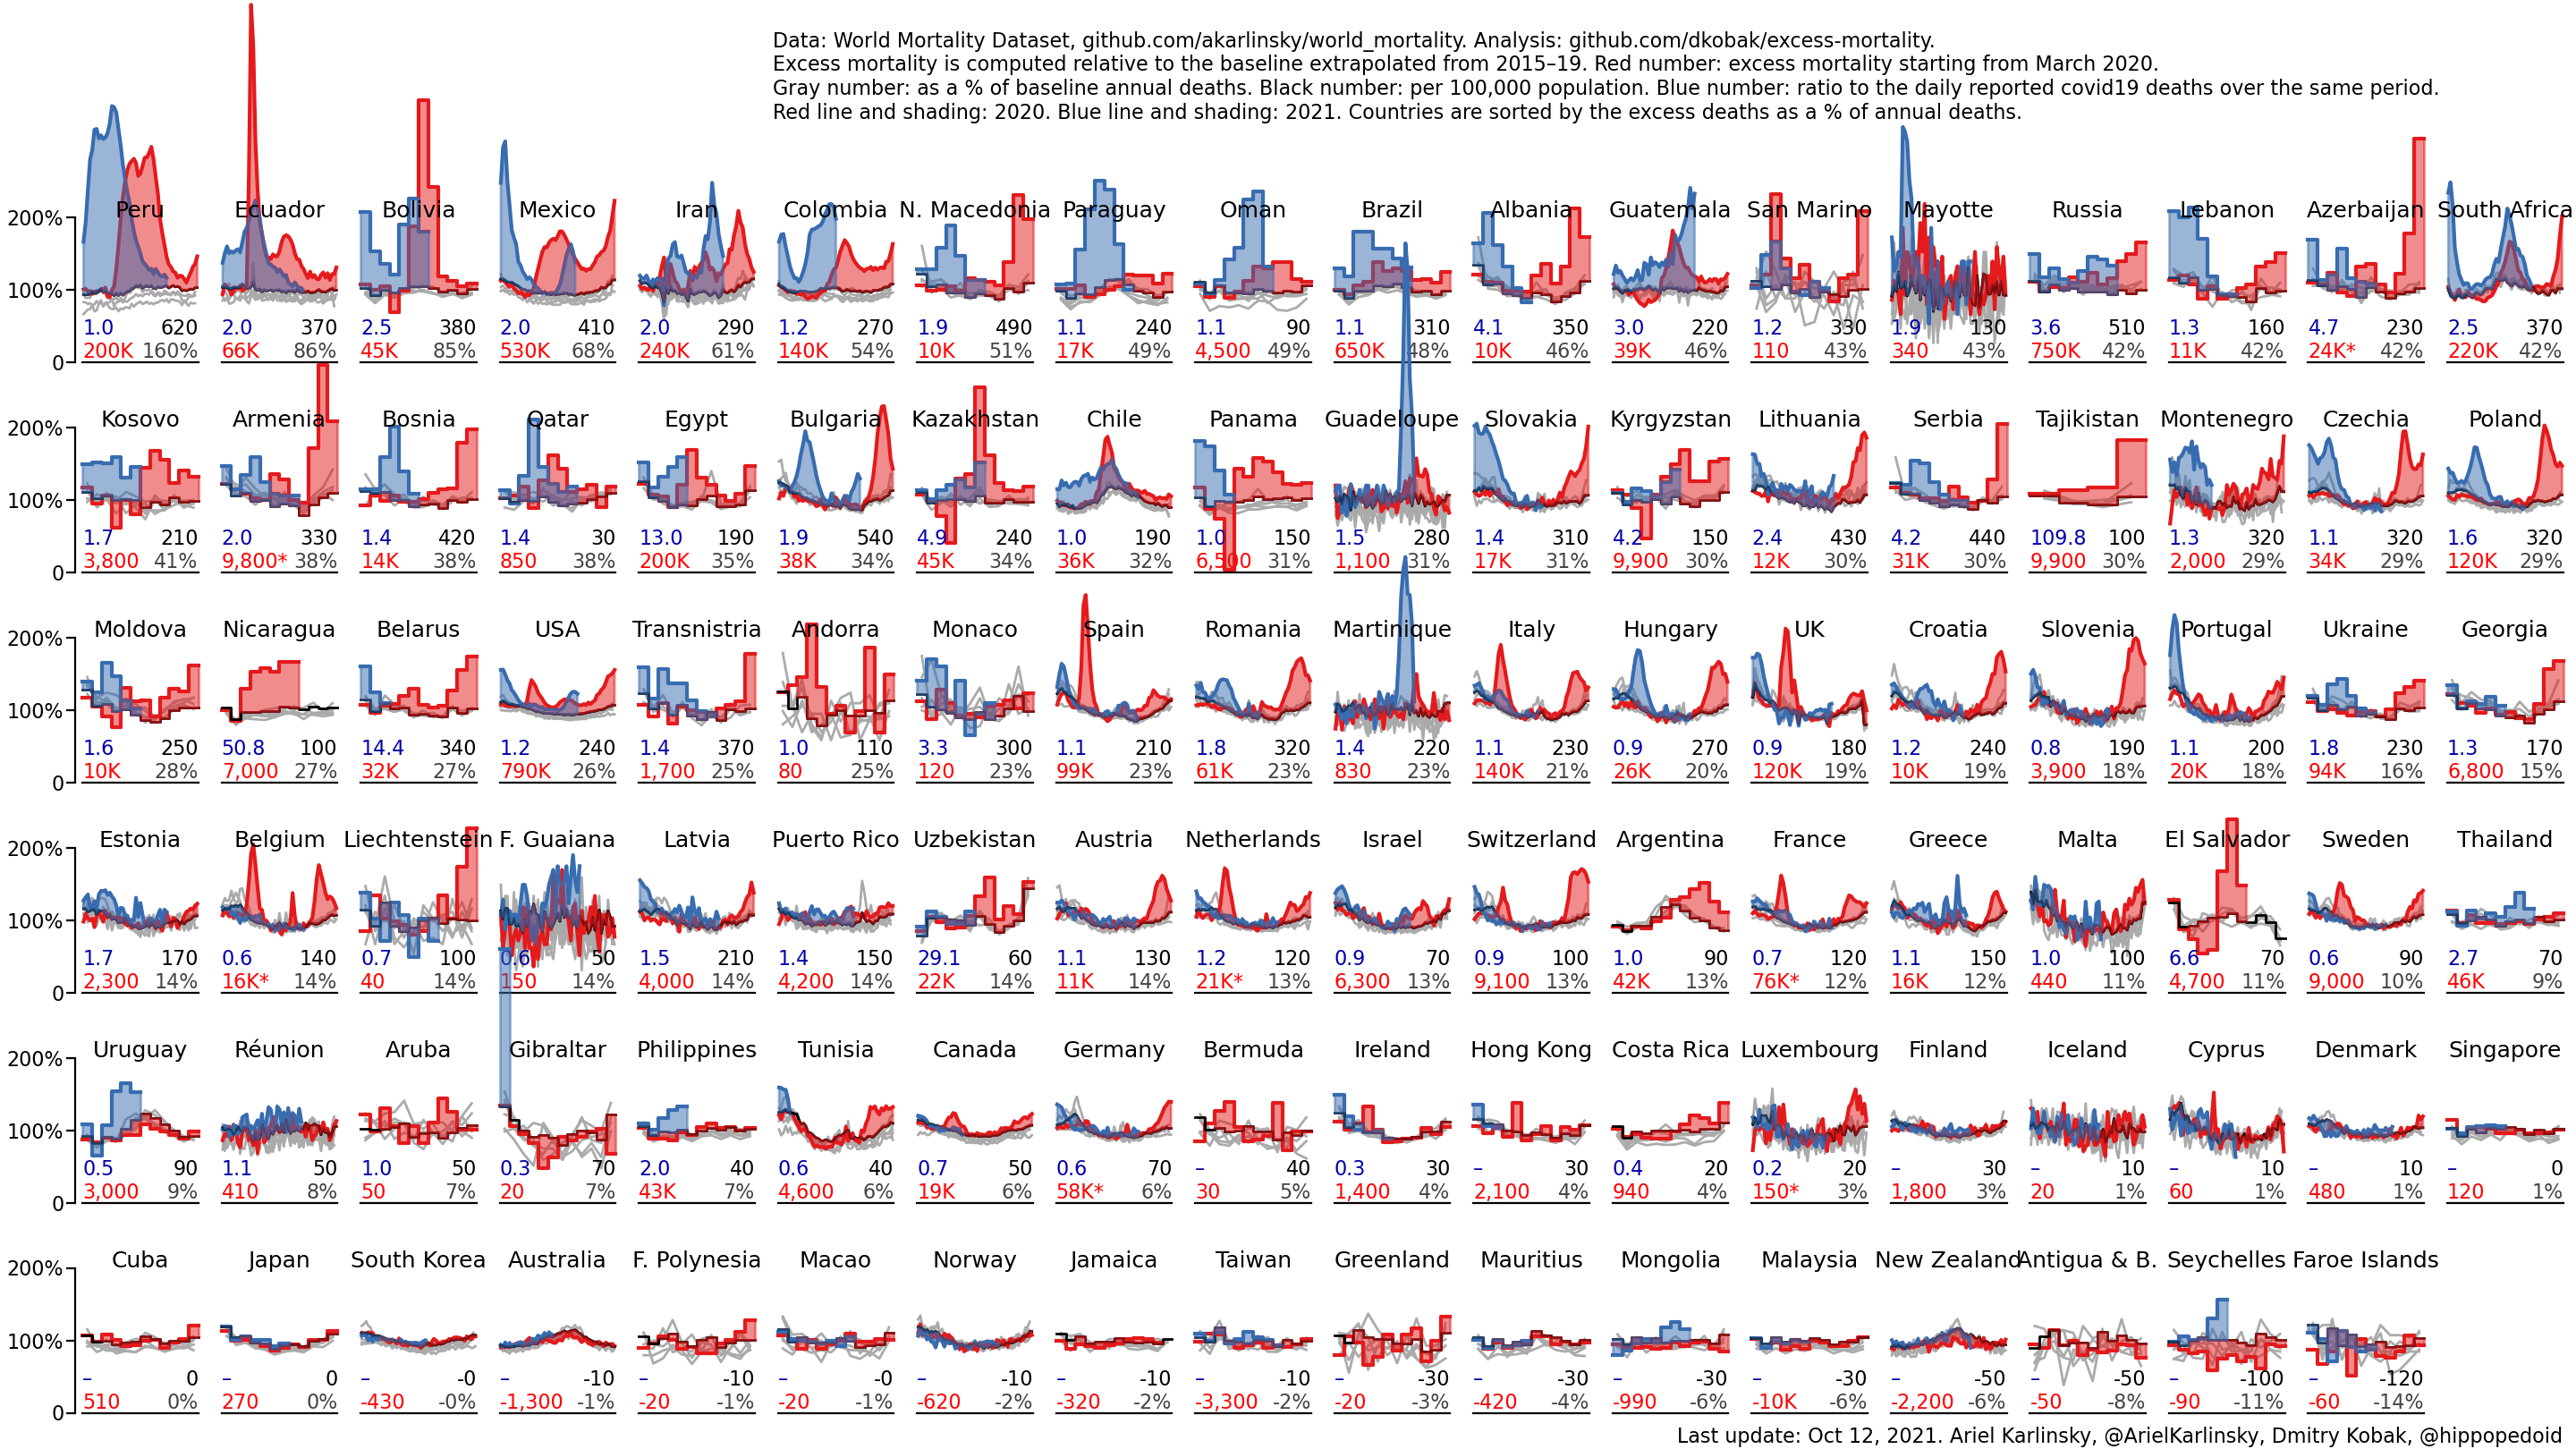 Data: World Mortality Dataset, github.com/akarlinsky/world_mortality. Analysis: github.com/dkobak/excess-mortality.
Excess mortality is computed relative to the baseline extrapolated from 2015–19. Red number: excess mortality starting from March 2020.
Gray number: as a % of baseline annual deaths. Black number: per 100,000 population. Blue number: ratio to the daily reported covid19 deaths over the same period.
Red line and shading: 2020. Blue line and shading: 2021. Countries are sorted by the excess deaths as a % of annual deaths.
Peru Ecuador Bolivia Mexico Iran Colombia N. Macedonia Paraguay Oman Brazil Albania Guatemala San Marino Mayotte Russia Lebanon Azerbaijan South Africa
200%
100%
1.0 620 2.0 370 2.5 380 2.0 410 2.0 290 1.2 270 1.9 490 1.1 240 1.1 90 1.1 310 4.1 350 3.0 220 1.2 330 1.9 130 3.6 510 1.3 160 4.7 230 2.5 370
200K 160% 66K 86% 45K 85% 530K 68% 240K 61% 140K 54% 10K 51% 17K 49% 4,500 49% 650K 48% 10K 46% 39K 46% 110 43% 340 43% 750K 42% 11K 42% 24K* 42% 220K 42%
0
Kosovo Armenia Bosnia Qatar Egypt Bulgaria Kazakhstan Chile Panama Guadeloupe Slovakia Kyrgyzstan Lithuania Serbia Tajikistan Montenegro Czechia Poland
200%
100%
1.7 210 2.0 330 1.4 420 1.4 30 13.0 190 1.9 540 4.9 240 1.0 190 1.0 150 1.5 280 1.4 310 4.2 150 2.4 430 4.2 440 109.8 100 1.3 320 1.1 320 1.6 320
3,800 41% 9,800* 38% 14K 38% 850 38% 200K 35% 38K 34% 45K 34% 36K 32% 6,500 31% 1,100 31% 17K 31% 9,900 30% 12K 30% 31K 30% 9,900 30% 2,000 29% 34K 29% 120K 29%
0
Moldova Nicaragua Belarus USA Transnistria Andorra Monaco Spain Romania Martinique Italy Hungary UK Croatia Slovenia Portugal Ukraine Georgia
200%
100%
1.6 250 50.8 100 14.4 340 1.2 240 1.4 370 1.0 110 3.3 300 1.1 210 1.8 320 1.4 220 1.1 230 0.9 270 0.9 180 1.2 240 0.8 190 1.1 200 1.8 230 1.3 170
10K 28% 7,000 27% 32K 27% 790K 26% 1,700 25% 80 25% 120 23% 99K 23% 61K 23% 830 23% 140K 21% 26K 20% 120K 19% 10K 19% 3,900 18% 20K 18% 94K 16% 6,800 15%
0
Estonia Belgium Liechtenstein F. Guaiana Latvia Puerto Rico Uzbekistan Austria Netherlands Israel Switzerland Argentina France Greece Malta El Salvador Sweden Thailand
200%
100%
1.7 170 0.6 140 0.7 100 0.6 50 1.5 210 1.4 150 29.1 60 1.1 130 1.2 120 0.9 70 0.9 100 1.0 90 0.7 120 1.1 150 1.0 100 6.6 70 0.6 90 2.7 70
2,300 14% 16K* 14% 40 14% 150 14% 4,000 14% 4,200 14% 22K 14% 11K 14% 21K* 13% 6,300 13% 9,100 13% 42K 13% 76K* 12% 16K 12% 440 11% 4,700 11% 9,000 10% 46K 9%
0
Uruguay Réunion Aruba Gibraltar Philippines Tunisia Canada Germany Bermuda Ireland Hong Kong Costa Rica Luxembourg Finland Iceland Cyprus Denmark Singapore
200%
100%
0.5 90 1.1 50 1.0 50 0.3 70 2.0 40 0.6 40 0.7 50 0.6 70 – 40 0.3 30 – 30 0.4 20 0.2 20 – 30 – 10 – 10 – 10 – 0
3,000 9% 410 8% 50 7% 20 7% 43K 7% 4,600 6% 19K 6% 58K* 6% 30 5% 1,400 4% 2,100 4% 940 4% 150* 3% 1,800 3% 20 1% 60 1% 480 1% 120 1%
0
Cuba Japan South Korea Australia F. Polynesia Macao Norway Jamaica Taiwan Greenland Mauritius Mongolia Malaysia New Zealand Antigua & B. Seychelles Faroe Islands
200%
100%
– 0 – 0 – -0 – -10 – -10 – -0 – -10 – -10 – -10 – -30 – -30 – -30 – -30 – -50 – -50 – -100 – -120
510 0% 270 0% -430 -0% -1,300 -1% -20 -1% -20 -1% -620 -2% -320 -2% -3,300 -2% -20 -3% -420 -4% -990 -6% -10K -6% -2,200 -6% -50 -8% -90 -11% -60 -14%
0
Last update: Oct 12, 2021. Ariel Karlinsky, @ArielKarlinsky, Dmitry Kobak, @hippopedoid